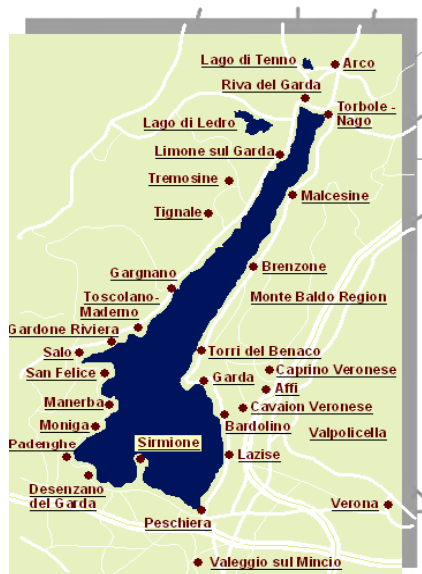 Lago di Tenno
Arco
Riva del Garda
Torbole -
Nago
Lago di Ledro
Limone sul Garda
Tremosine
Malcesine
Tignale
Gargnano
Brenzone
Toscolano-
Maderno
Monte Baldo Region
Gardone Riviera
Salo
Torri del Benaco
San Felice
Garda
Caprino Veronese
Affi
Manerba
Cavaion Veronese
Moniga
Bardolino
Valpolicella
Padenghe
Sirmione
Lazise
Desenzano
del Garda
Peschiera
Verona
Valeggio sul Mincio